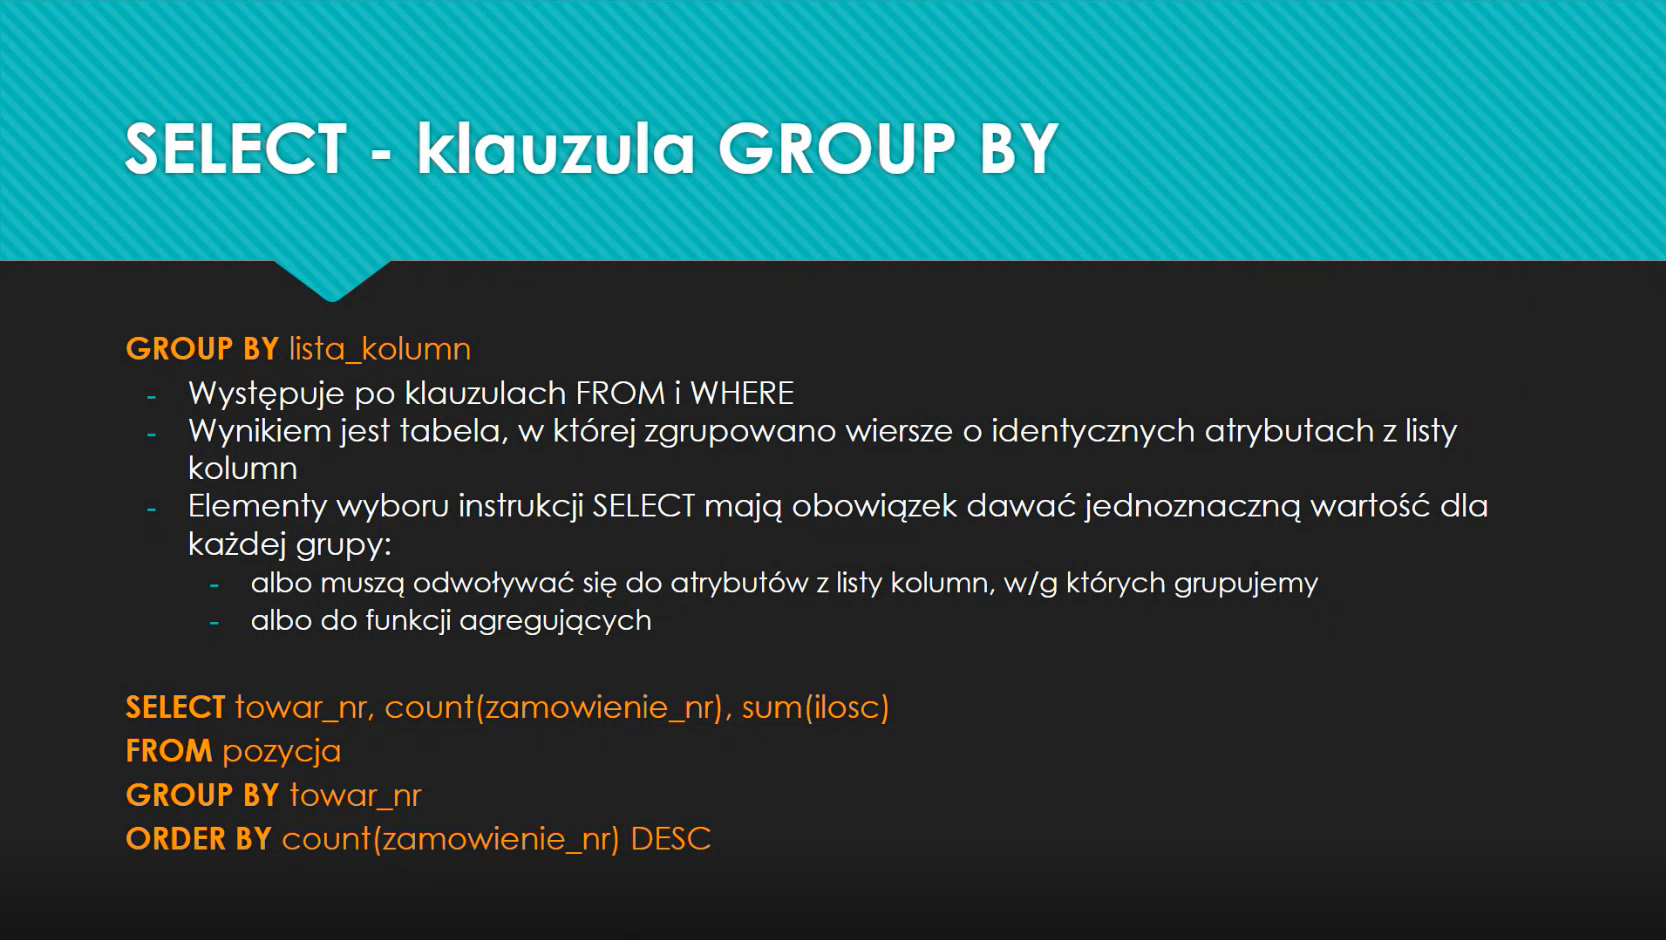 SELECT - klauzula GROUP BY
GROUP BY lista_kolumn
- Występuje po klauzulach FROM i WHERE
- Wynikiem jest tabela, w której zgrupowano wiersze o identycznych atrybutach z listy
kolumn
- Elementy wyboru instrukcji SELECT mają obowiązek dawać jednoznaczną wartość dla
każdej grupy:
- albo muszą odwoływać się do atrybutów z listy kolumn, w/g których grupujemy
- albo do funkcji agregujących
SELECT towar_nr, count(zamowienie_nr), sum(ilosc)
FROM pozycja
GROUP BY towar_nr
ORDER BY count(zamowienie_nr) DESC